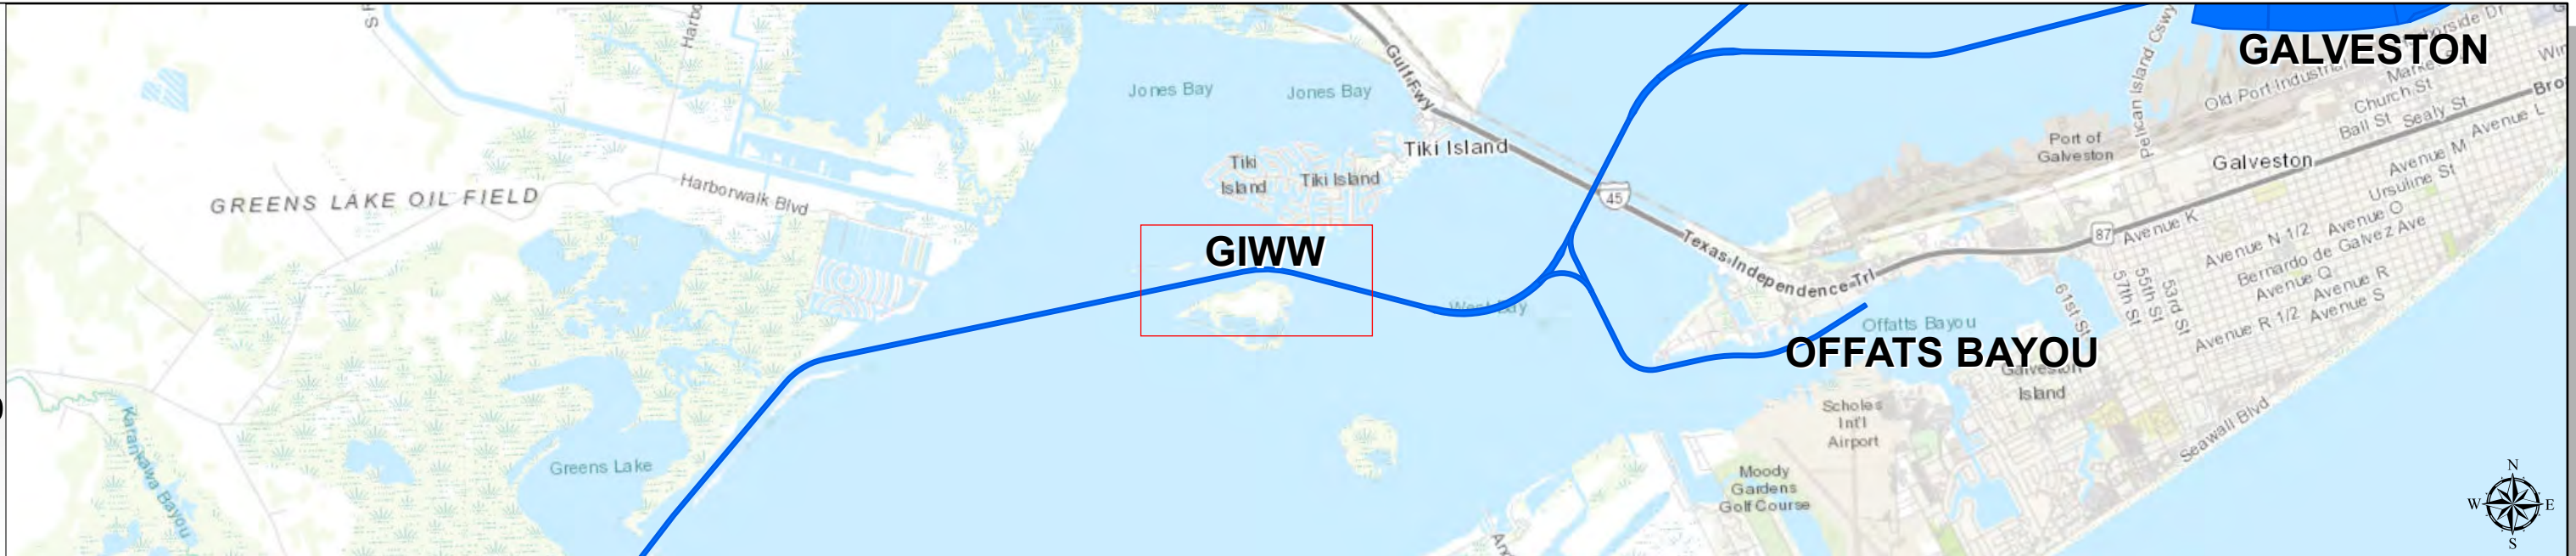 GALVESTON
Jones Bay
Jones Bay
Gulf Fwy
Pelican Island Cswy
Old Port Industrial
Church St
Ball St
Sealy St
Avenue L
Tiki Island
Port of
Galveston
Galveston
Avenue M
Ursuline St
Tiki
Island
Tiki Island
GREENS LAKE OIL FIELD
Harborwalk Blvd
45
87
Avenue K
Avenue N 1/2
Avenue O
Bernardo de Galvez Ave
Avenue Q
Avenue R
Avenue R 1/2
Avenue S
GIWW
Texas Independence Trl
61st St
57th St
55th St
53rd St
West Bay
Offatts Bayou
OFFATS BAYOU
Galveston
Island
Scholes
Int'l
Airport
Seawall Blvd
Karankawa Bayou
Greens Lake
Moody
Gardens
Golf Course
N
W
E
S